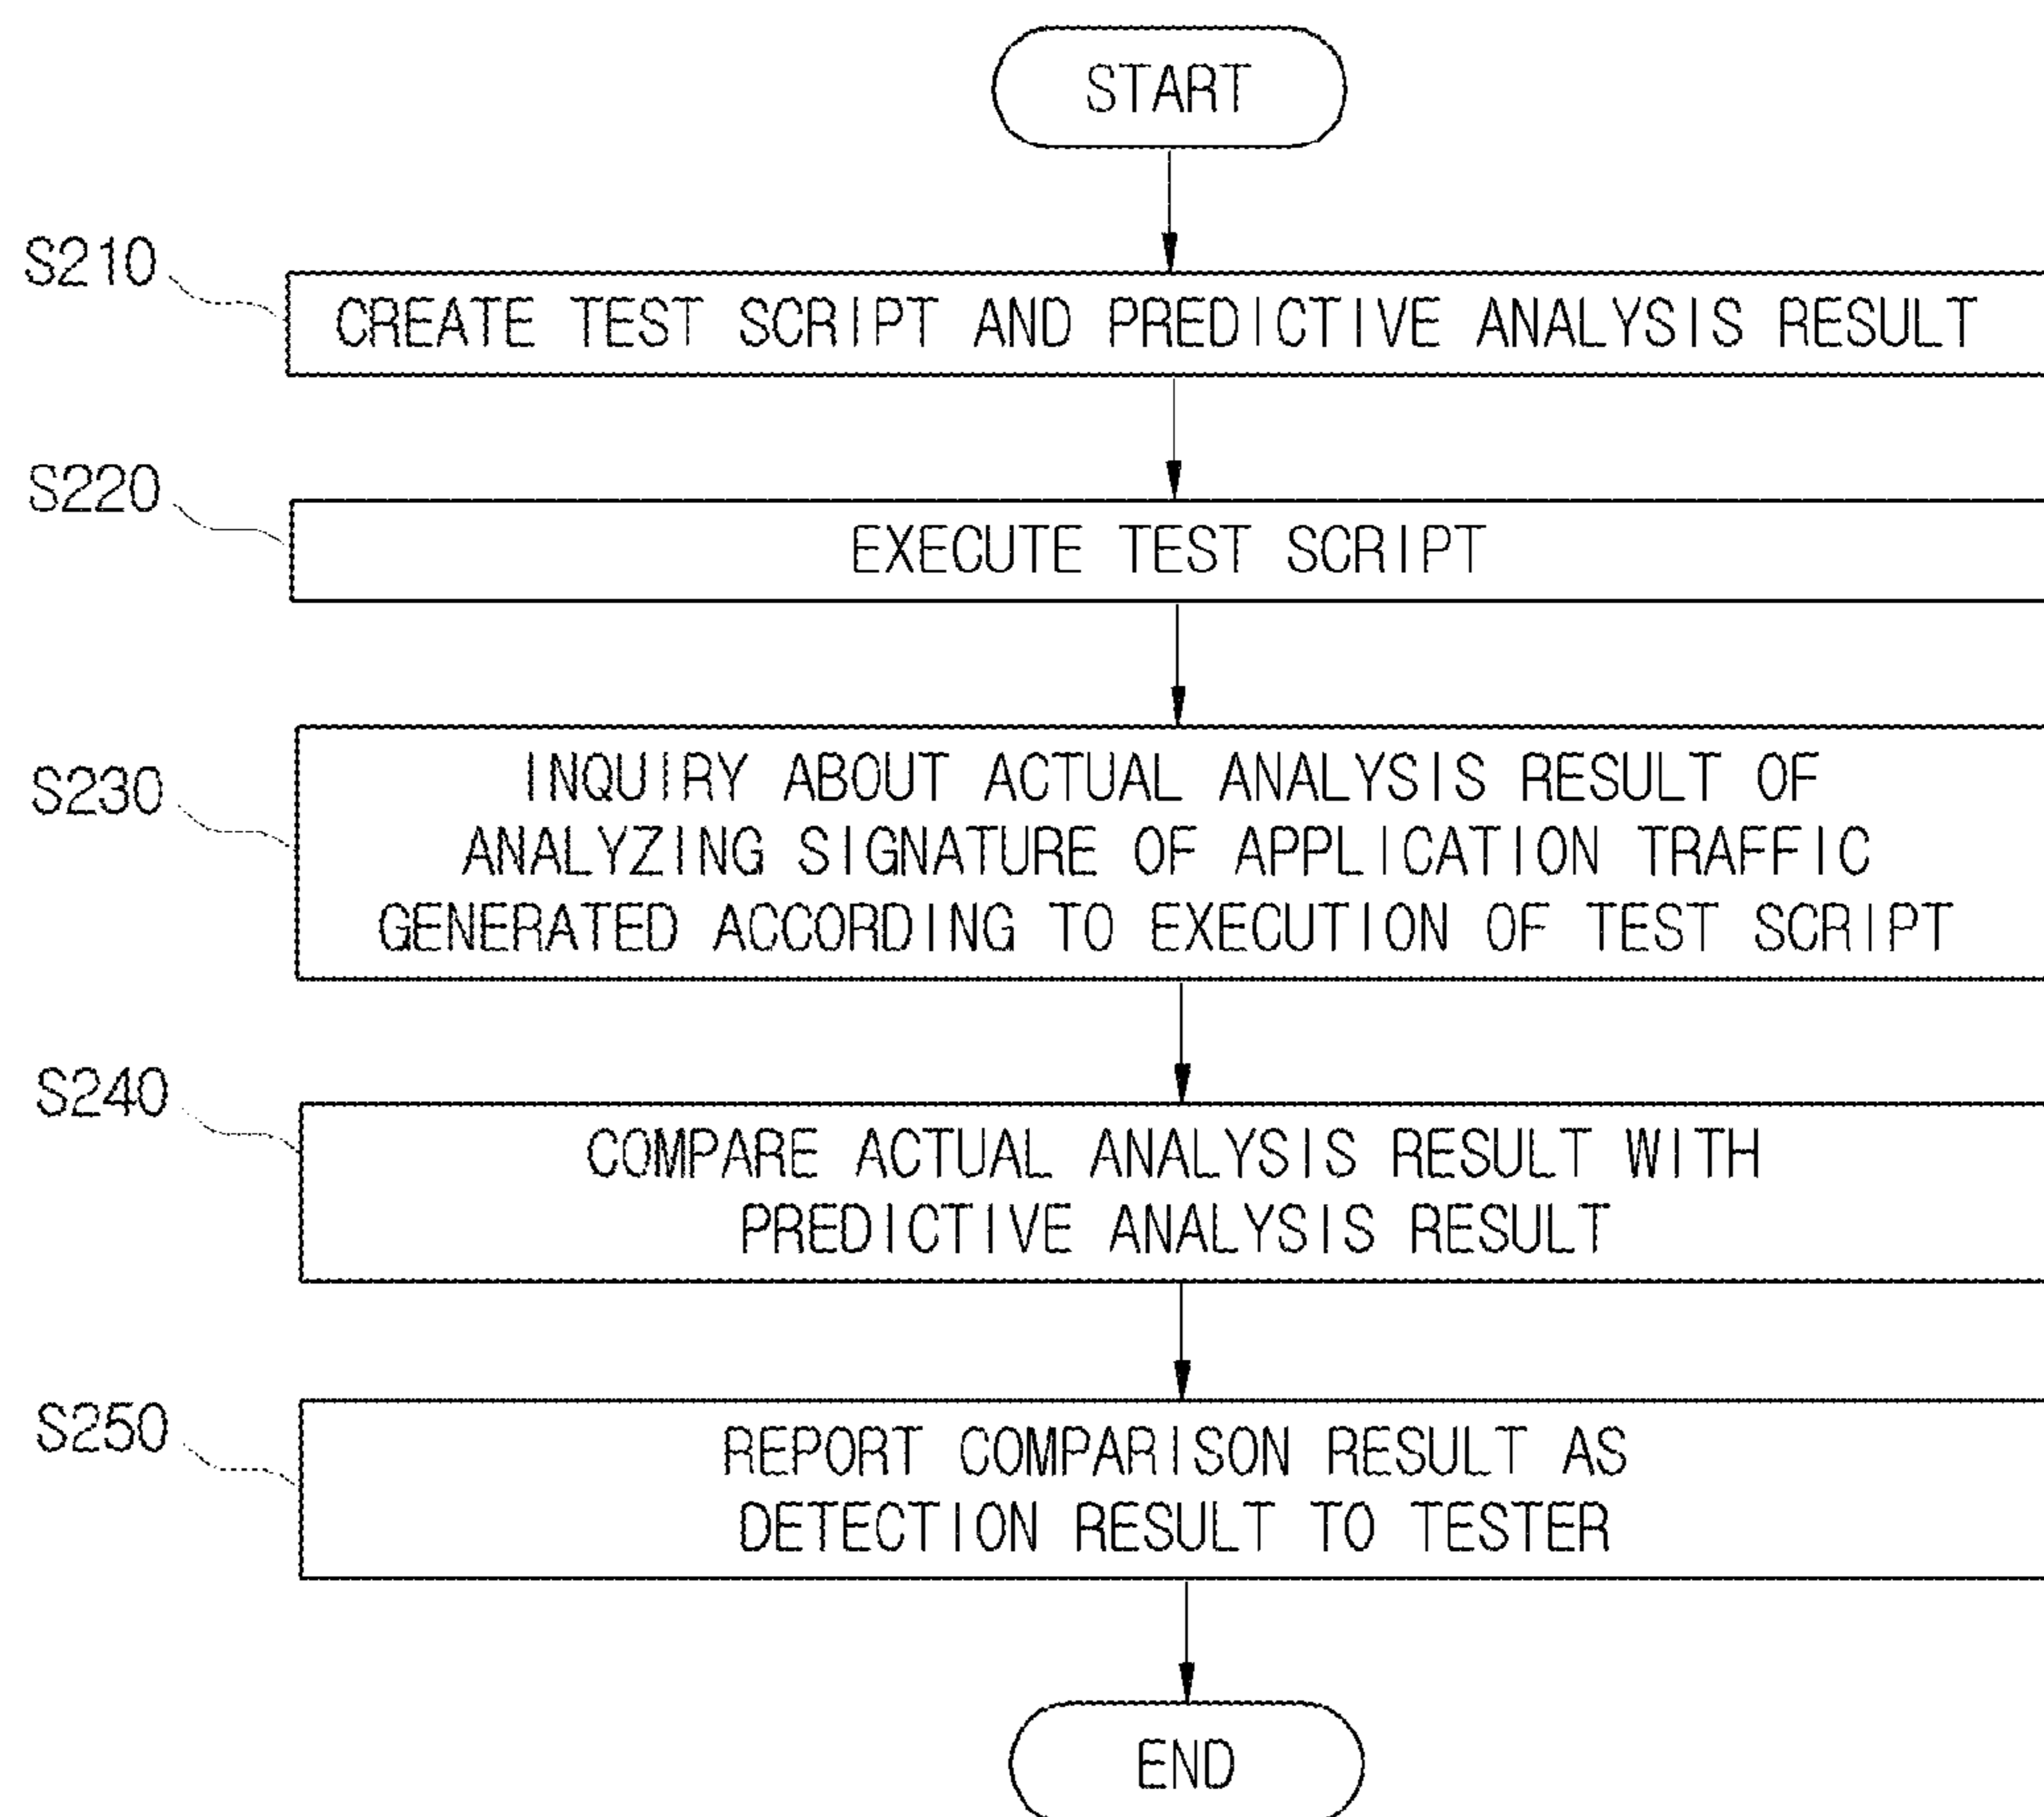 START
S210
CREATE TEST SCRIPT AND PREDICTIVE ANALYSIS RESULT
S220
EXECUTE TEST SCRIPT
S230
INQUIRY ABOUT ACTUAL ANALYSIS RESULT OF
ANALYZING SIGNATURE OF APPLICATION TRAFFIC
GENERATED ACCORDING TO EXECUTION OF TEST SCRIPT
S240
COMPARE ACTUAL ANALYSIS RESULT WITH
PREDICTIVE ANALYSIS RESULT
S250
REPORT COMPARISON RESULT AS
DETECTION RESULT TO TESTER
END